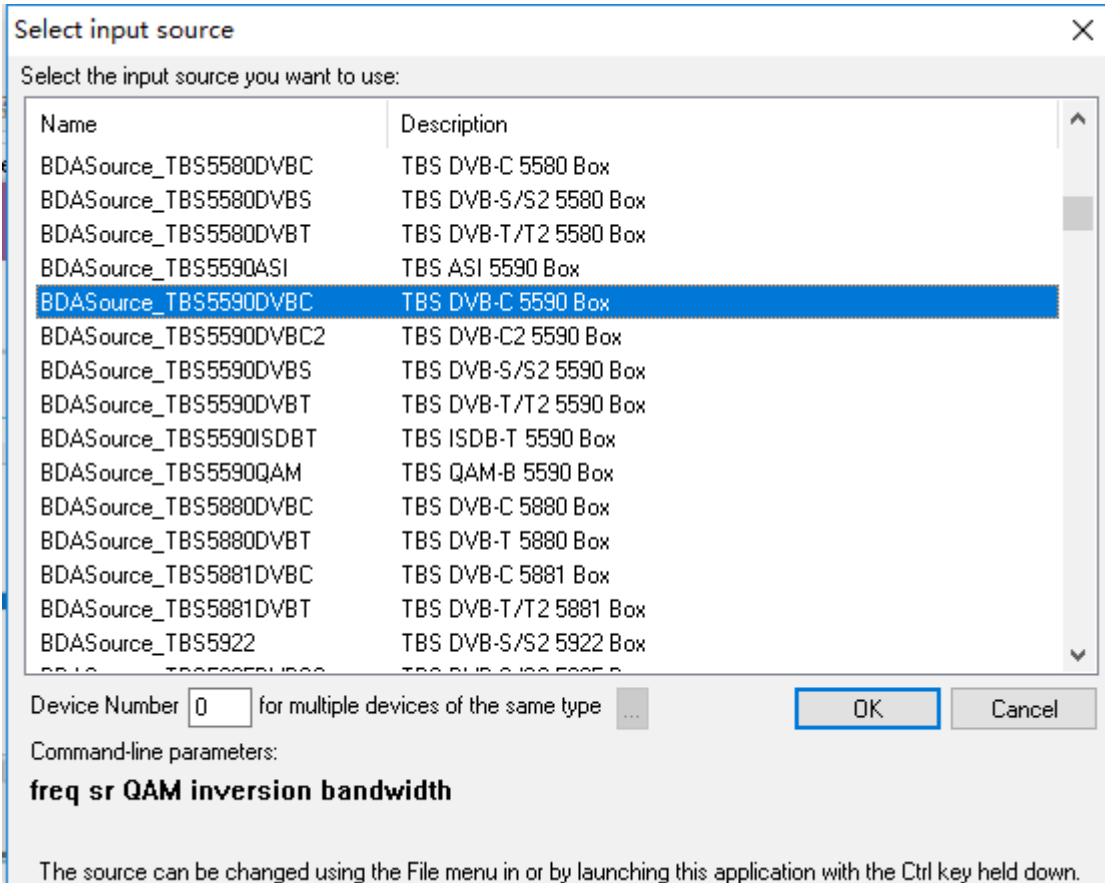 Select input source
Select the input source you want to use:
Name Description
BDASource_TBS5580DVBC TBS DVB-C 5580 Box
BDASource_TBS5580DVBS TBS DVB-S/S2 5580 Box
BDASource_TBS5580DVBT TBS DVB-T/T2 5580 Box
BDASource_TBS5590ASI TBS ASI 5590 Box
BDASource_TBS5590DVBC TBS DVB-C 5590 Box
BDASource_TBS5590DVBC2 TBS DVB-C2 5590 Box
BDASource_TBS5590DVBS TBS DVB-S/S2 5590 Box
BDASource_TBS5590DVBT TBS DVB-T/T2 5590 Box
BDASource_TBS5590ISDBT TBS ISDB-T 5590 Box
BDASource_TBS5590QAM TBS QAM-B 5590 Box
BDASource_TBS5880DVBC TBS DVB-C 5880 Box
BDASource_TBS5880DVBT TBS DVB-T 5880 Box
BDASource_TBS5881DVBC TBS DVB-C 5881 Box
BDASource_TBS5881DVBT TBS DVB-T/T2 5881 Box
BDASource_TBS5922 TBS DVB-S/S2 5922 Box
Device Number 0 for multiple devices of the same type ... OK Cancel
Command-line parameters:
freq sr QAM inversion bandwidth
The source can be changed using the File menu in or by launching this application with the Ctrl key held down.